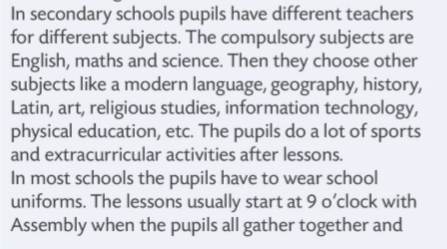 In secondary schools pupils have different teachers
for different subjects. The compulsory subjects are
English, maths and science. Then they choose other
subjects like a modern language, geography, history,
Latin, art, religious studies, information technology,
physical education, etc. The pupils do a lot of sports
and extracurricular activities after lessons.
In most schools the pupils have to wear school
uniforms. The lessons usually start at 9 o'clock with
Assembly when the pupils all gather together and